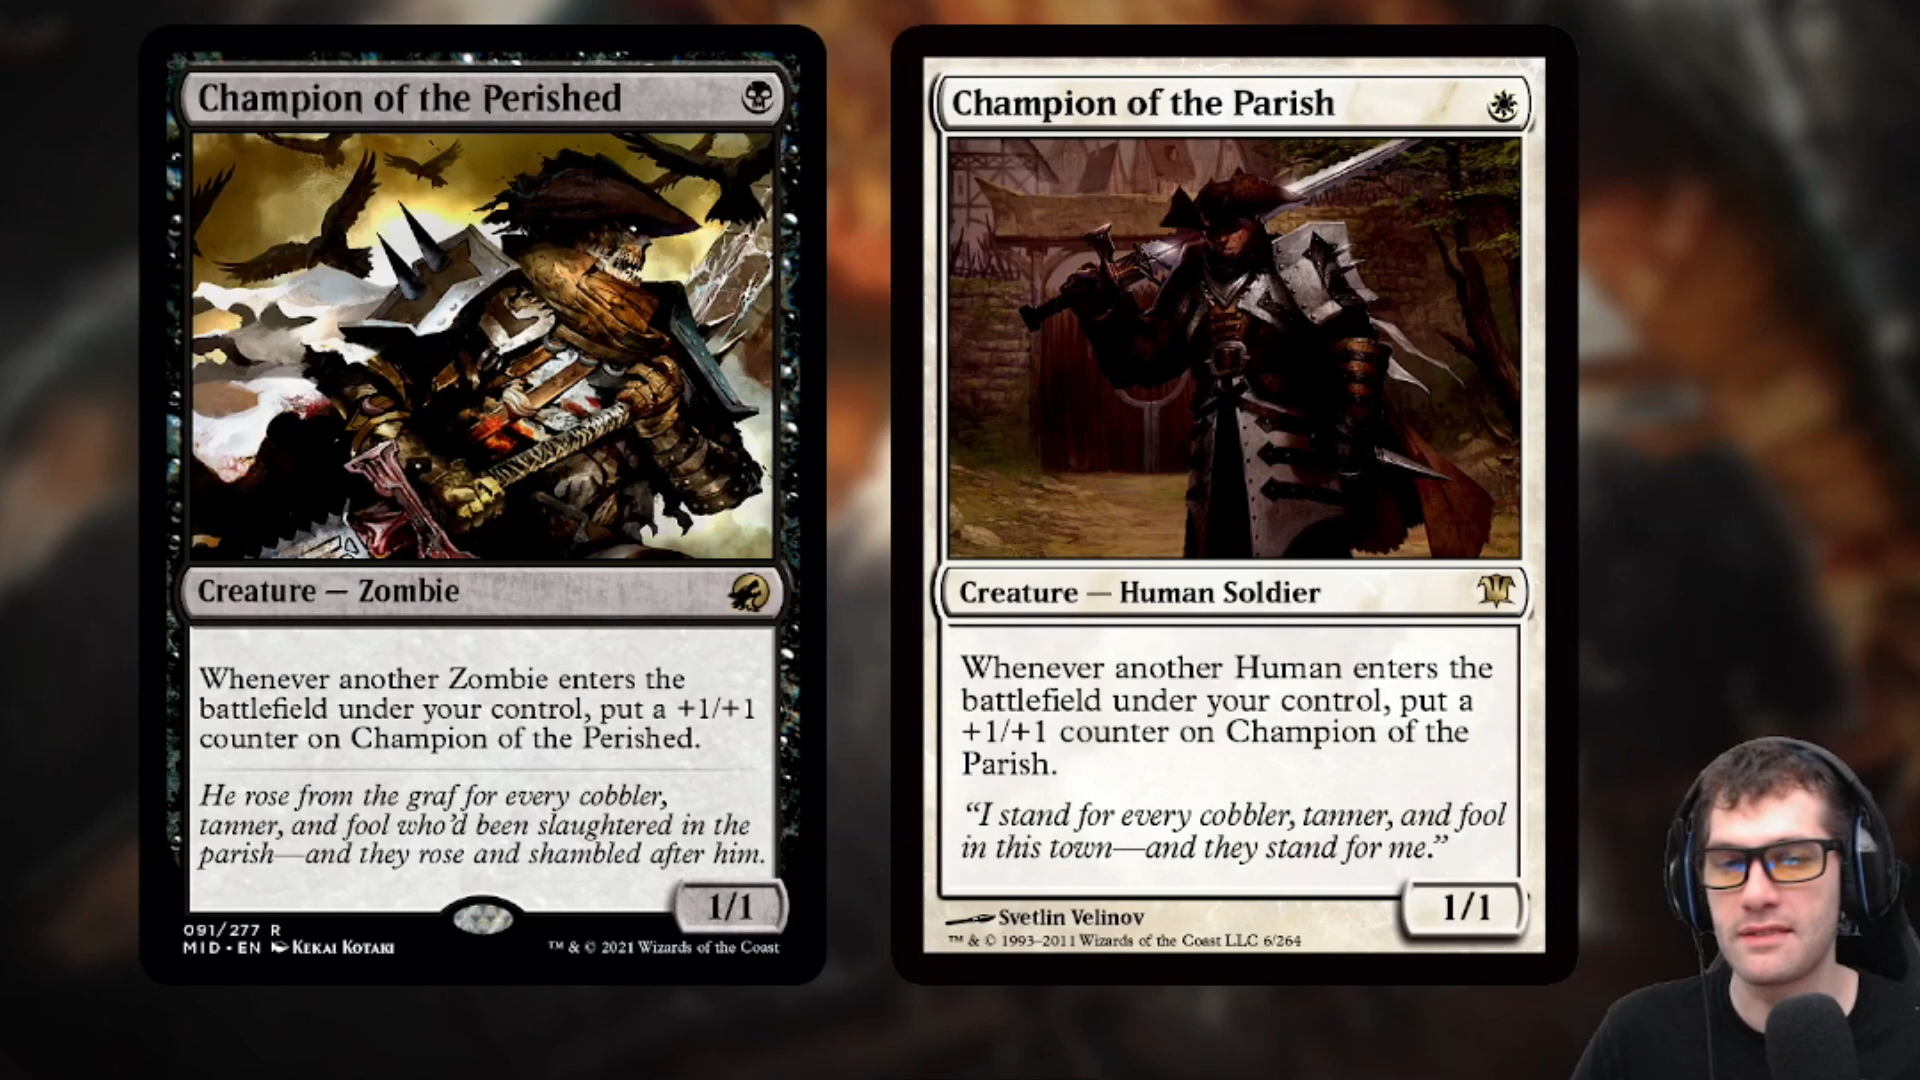 Champion of the Perished
Creature — Zombie
Whenever another Zombie enters the
battlefield under your control, put a +1/+1
counter on Champion of the Perished.
He rose from the graf for every cobbler,
tanner, and fool who'd been slaughtered in the
parish—and they rose and shambled after him.
1/1
091/277 R
MID • EN KEKAI KOTAKI
™ & © 2021 Wizards of the Coast
Champion of the Parish
Creature — Human Soldier
Whenever another Human enters the
battlefield under your control, put a
+1/+1 counter on Champion of the
Parish.
“I stand for every cobbler, tanner, and fool
in this town—and they stand for me.”
1/1
Svetlin Velinov
™ & © 1993–2011 Wizards of the Coast LLC 6/264